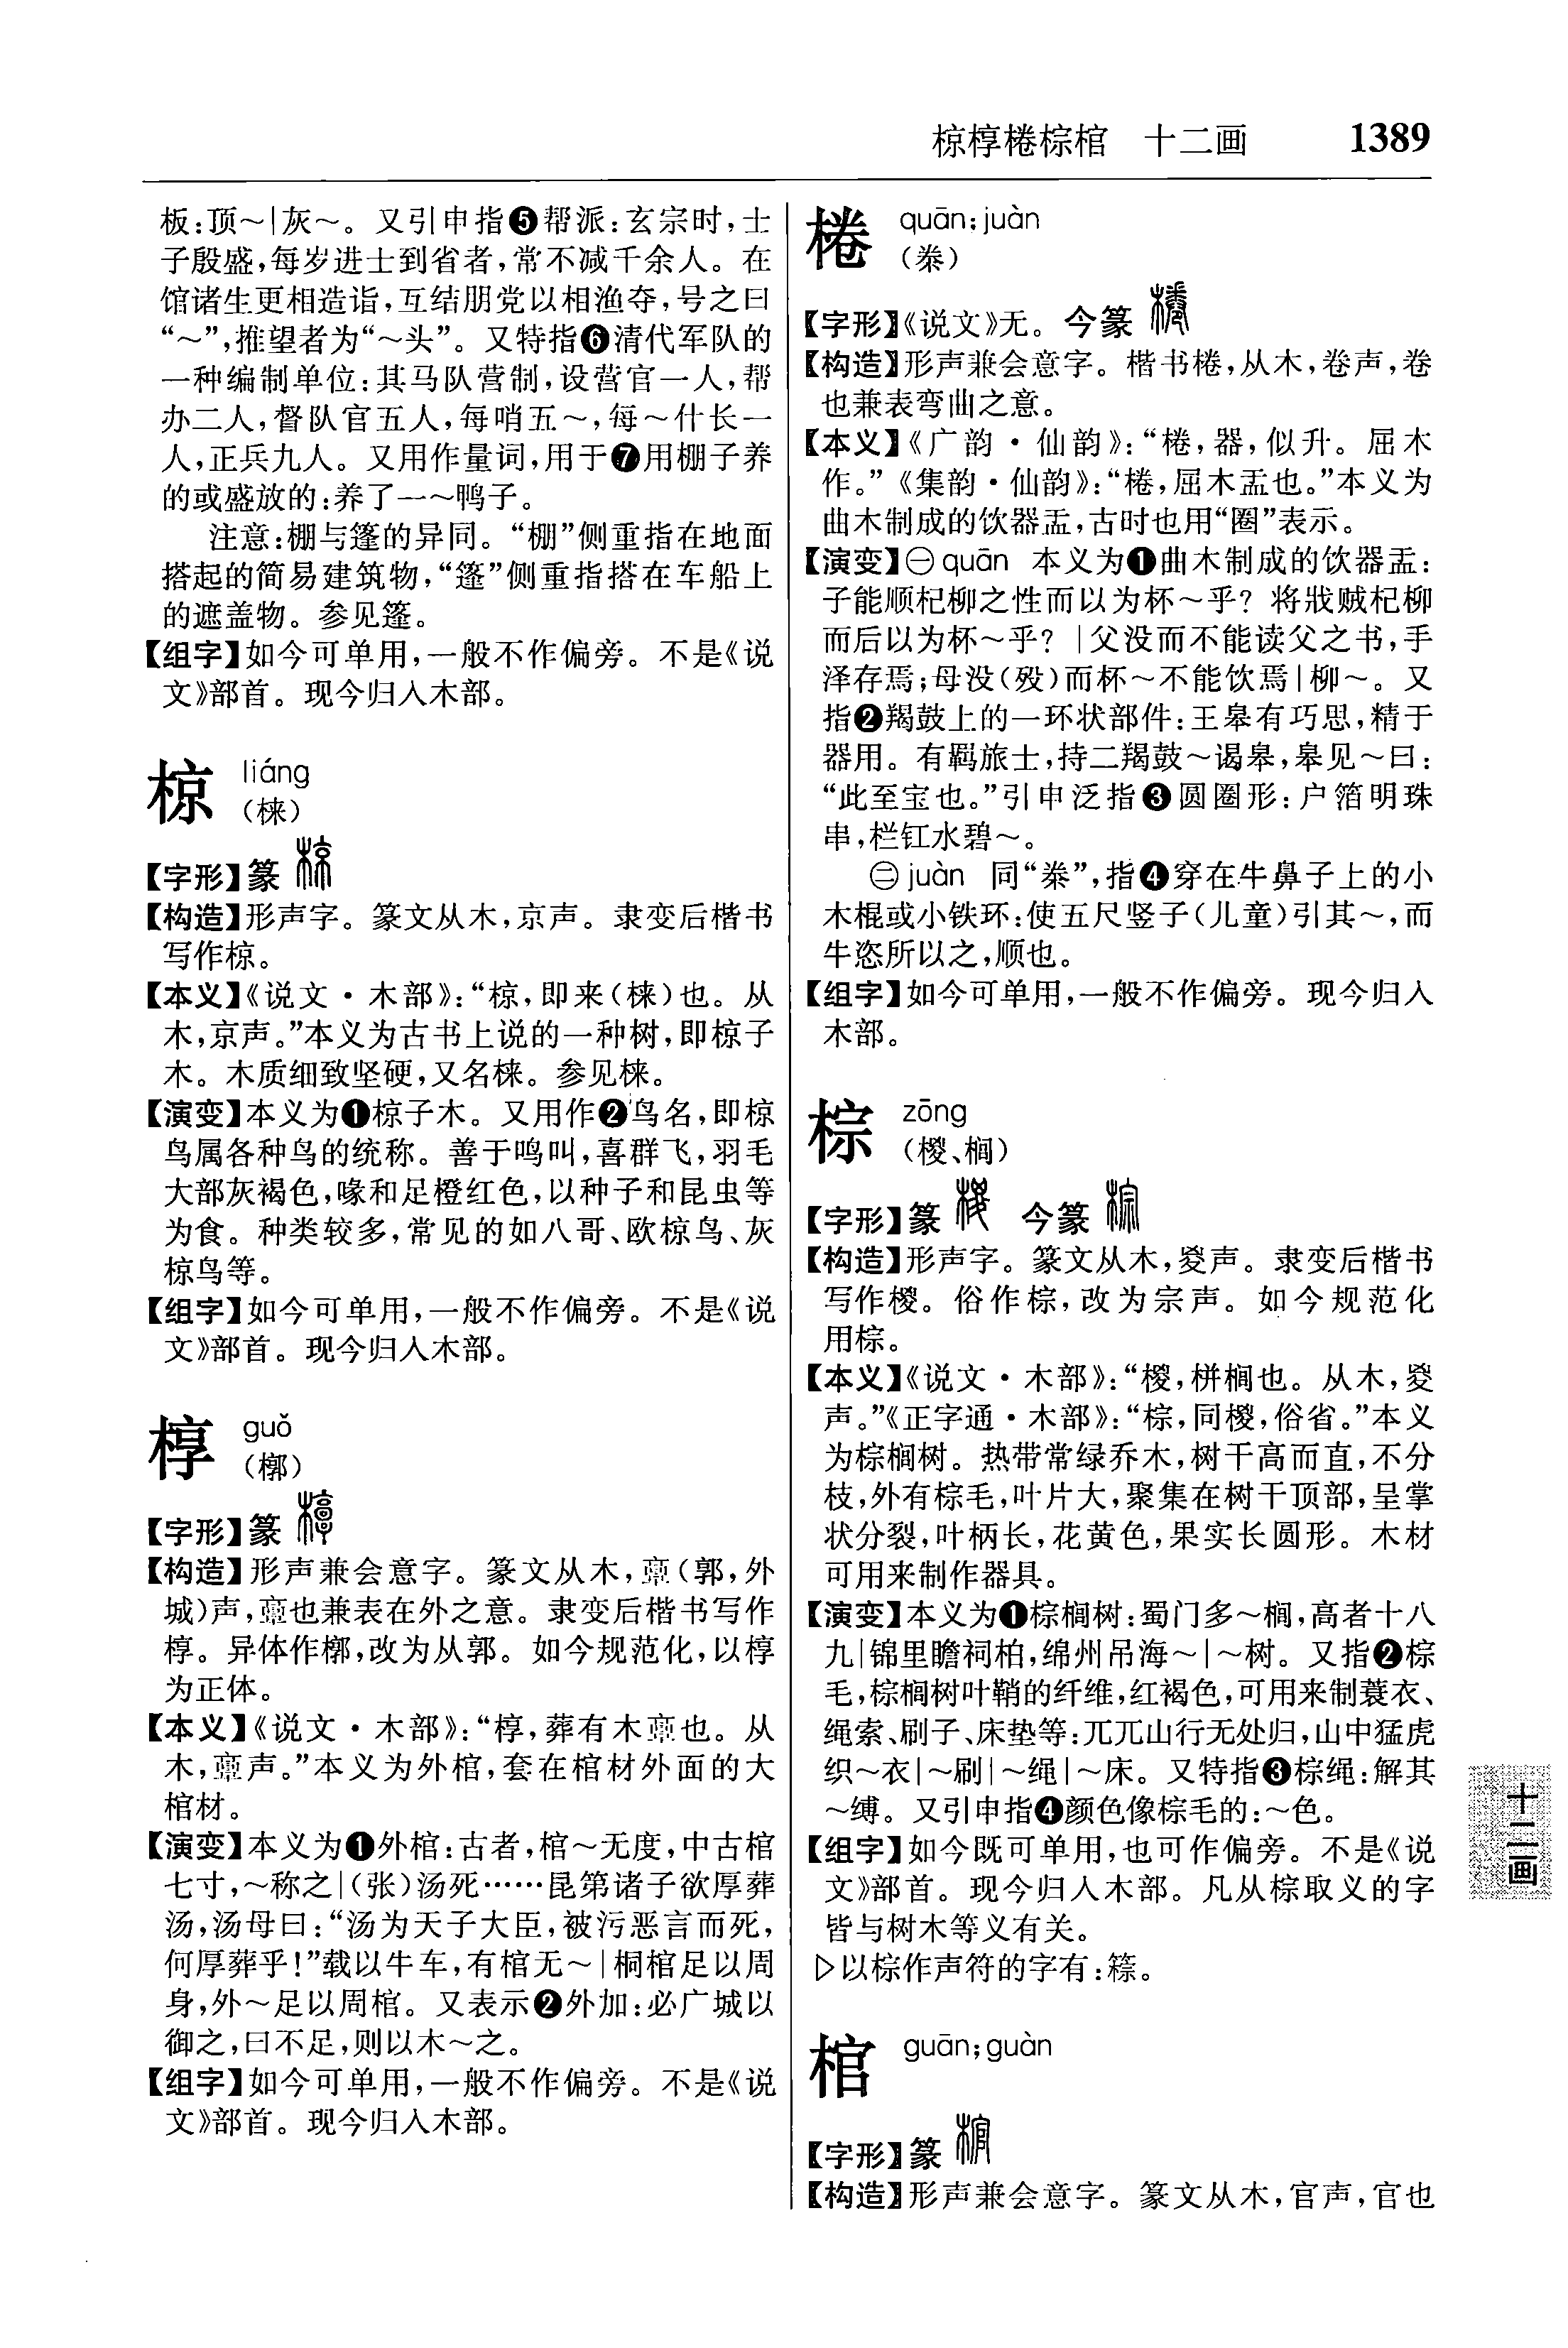 椋椁棬棕棺 十二画 1389
板:顶～|灰～。又引申指❺帮派:玄宗时,士
子殷盛,每岁进士到省者,常不减千余人。在
馆诸生更相造诣,互结朋党以相渔夺,号之曰
“～”,推望者为“～头”。又特指❻清代军队的
一种编制单位:其马队营制,设营官一人,帮
办二人,督队官五人,每哨五～,每～什长一
人,正兵九人。又用作量词,用于❼用棚子养
的或盛放的:养了一～鸭子。
注意:棚与篷的异同。“棚”侧重指在地面
搭起的简易建筑物,“篷”侧重指搭在车船上
的遮盖物。参见篷。
【组字】如今可单用,一般不作偏旁。不是《说
文》部首。现今归入木部。
椋 liáng
(棶)
【字形】篆
【构造】形声字。篆文从木,京声。隶变后楷书
写作椋。
【本义】《说文·木部》:“椋,即来(棶)也。从
木,京声。”本义为古书上说的一种树,即椋子
木。木质细致坚硬,又名棶。参见棶。
【演变】本义为❶椋子木。又用作❷鸟名,即椋
鸟属各种鸟的统称。善于鸣叫,喜群飞,羽毛
大部灰褐色,喙和足橙红色,以种子和昆虫等
为食。种类较多,常见的如八哥、欧椋鸟、灰
椋鸟等。
【组字】如今可单用,一般不作偏旁。不是《说
文》部首。现今归入木部。
椁 guǒ
(槨)
【字形】篆
【构造】形声兼会意字。篆文从木,𩫏(郭,外
城)声,𩫏也兼表在外之意。隶变后楷书写作
椁。异体作槨,改为从郭。如今规范化,以椁
为正体。
【本义】《说文·木部》:“椁,葬有木𩫏也。从
木,𩫏声。”本义为外棺,套在棺材外面的大
棺材。
【演变】本义为❶外棺:古者,棺～无度,中古棺
七寸,～称之|(张)汤死……昆第诸子欲厚葬
汤,汤母曰:“汤为天子大臣,被污恶言而死,
何厚葬乎!”载以牛车,有棺无～|桐棺足以周
身,外～足以周棺。又表示❷外加:必广城以
御之,曰不足,则以木～之。
【组字】如今可单用,一般不作偏旁。不是《说
文》部首。现今归入木部。
棬 quān;juàn
(桊)
【字形】《说文》无。今篆
【构造】形声兼会意字。楷书棬,从木,卷声,卷
也兼表弯曲之意。
【本义】《广韵·仙韵》:“棬,器,似升。屈木
作。”《集韵·仙韵》:“棬,屈木盂也。”本义为
曲木制成的饮器盂,古时也用“圈”表示。
【演变】㊀quān 本义为❶曲木制成的饮器盂:
子能顺杞柳之性而以为杯～乎?将戕贼杞柳
而后以为杯～乎?|父没而不能读父之书,手
泽存焉;母没(殁)而杯～不能饮焉|柳～。又
指❷羯鼓上的一环状部件:王皋有巧思,精于
器用。有羁旅士,持二羯鼓～谒皋,皋见～曰:
“此至宝也。”引申泛指❸圆圈形:户箔明珠
串,栏钉水碧～。
㊁juàn 同“桊”,指❹穿在牛鼻子上的小
木棍或小铁环:使五尺竖子(儿童)引其～,而
牛恣所以之,顺也。
【组字】如今可单用,一般不作偏旁。现今归入
木部。
棕 zōng
(椶、榈)
【字形】篆 今篆
【构造】形声字。篆文从木,㚇声。隶变后楷书
写作椶。俗作棕,改为宗声。如今规范化
用棕。
【本义】《说文·木部》:“椶,栟榈也。从木,㚇
声。”《正字通·木部》:“棕,同椶,俗省。”本义
为棕榈树。热带常绿乔木,树干高而直,不分
枝,外有棕毛,叶片大,聚集在树干顶部,呈掌
状分裂,叶柄长,花黄色,果实长圆形。木材
可用来制作器具。
【演变】本义为❶棕榈树:蜀门多～榈,高者十八
九|锦里瞻祠柏,绵州吊海～|～树。又指❷棕
毛,棕榈树叶鞘的纤维,红褐色,可用来制蓑衣、
绳索、刷子、床垫等:兀兀山行无处归,山中猛虎
织～衣|～刷|～绳|～床。又特指❸棕绳:解其
～缚。又引申指❹颜色像棕毛的:～色。
【组字】如今既可单用,也可作偏旁。不是《说
文》部首。现今归入木部。凡从棕取义的字
皆与树木等义有关。
▷以棕作声符的字有:䉺。
棺 guān;guàn
【字形】篆
【构造】形声兼会意字。篆文从木,官声,官也
十二画